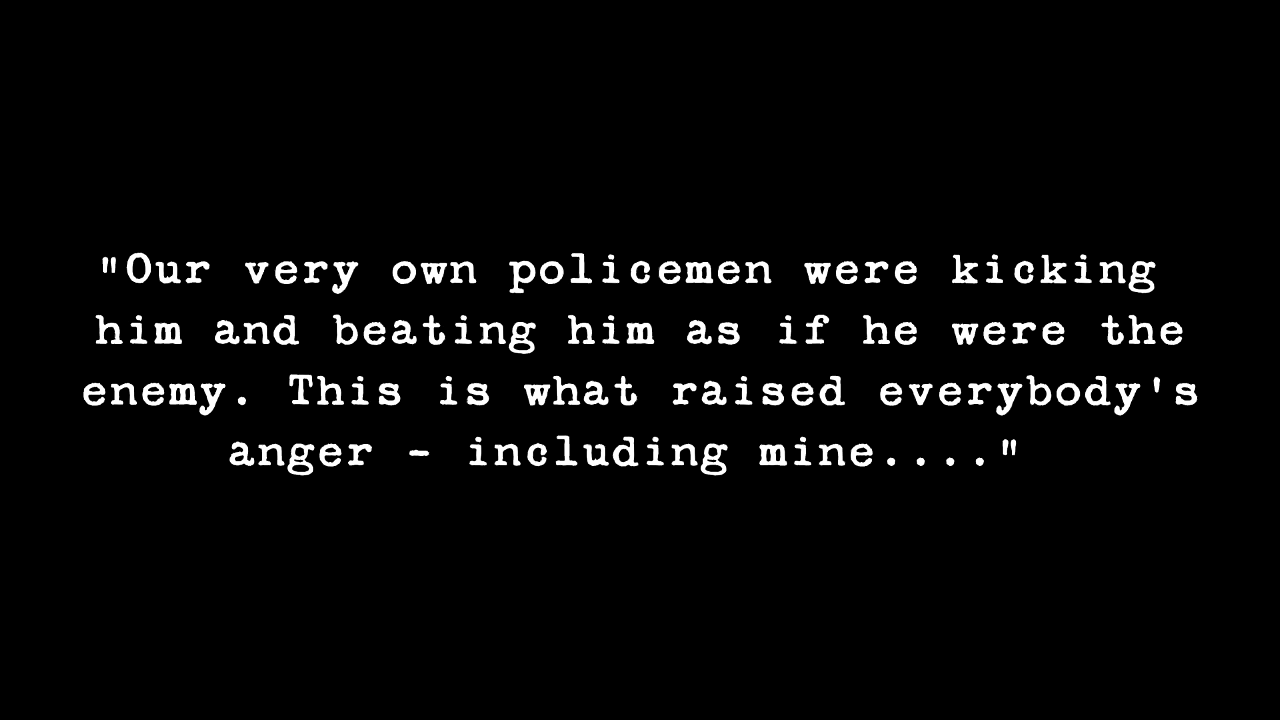 "Our very own policemen were kicking
him and beating him as if he were the
enemy. This is what raised everybody's
anger - including mine...."